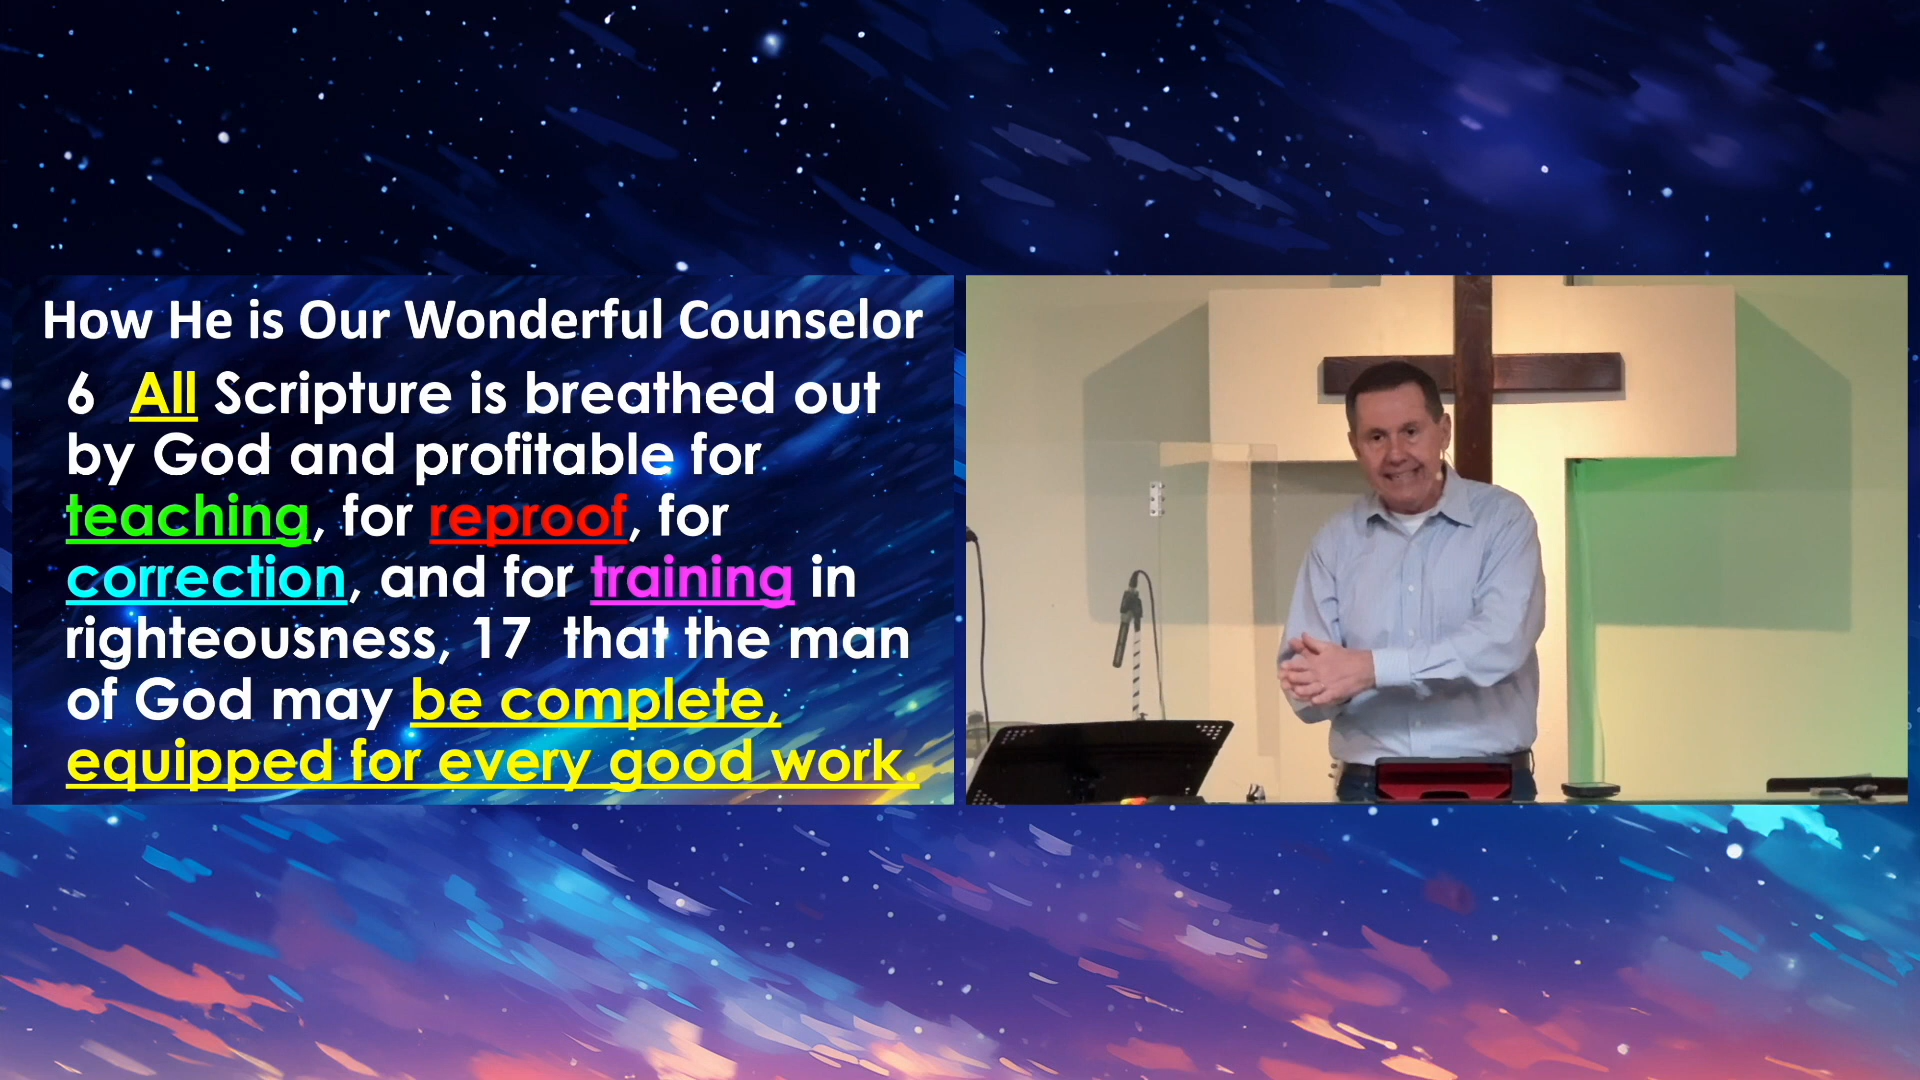 How He is Our Wonderful Counselor
6 All Scripture is breathed out
by God and profitable for
teaching, for reproof, for
correction, and for training in
righteousness, 17 that the man
of God may be complete,
equipped for every good work.